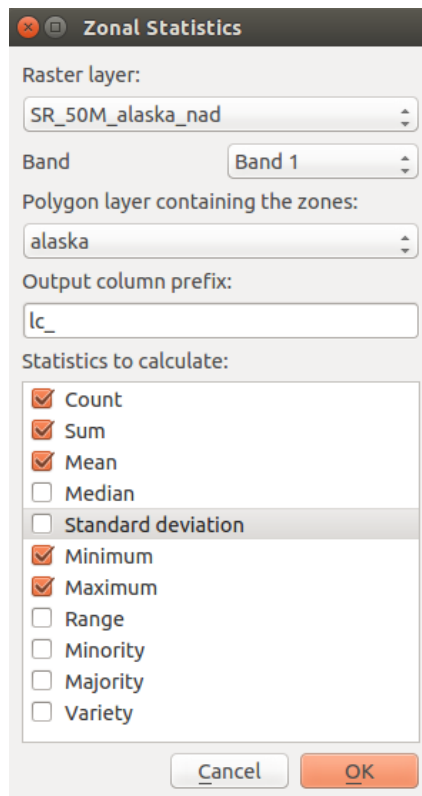 Zonal Statistics
Raster layer:
SR_50M_alaska_nad
Band Band 1
Polygon layer containing the zones:
alaska
Output column prefix:
lc_
Statistics to calculate:
Count
Sum
Mean
Median
Standard deviation
Minimum
Maximum
Range
Minority
Majority
Variety
Cancel OK